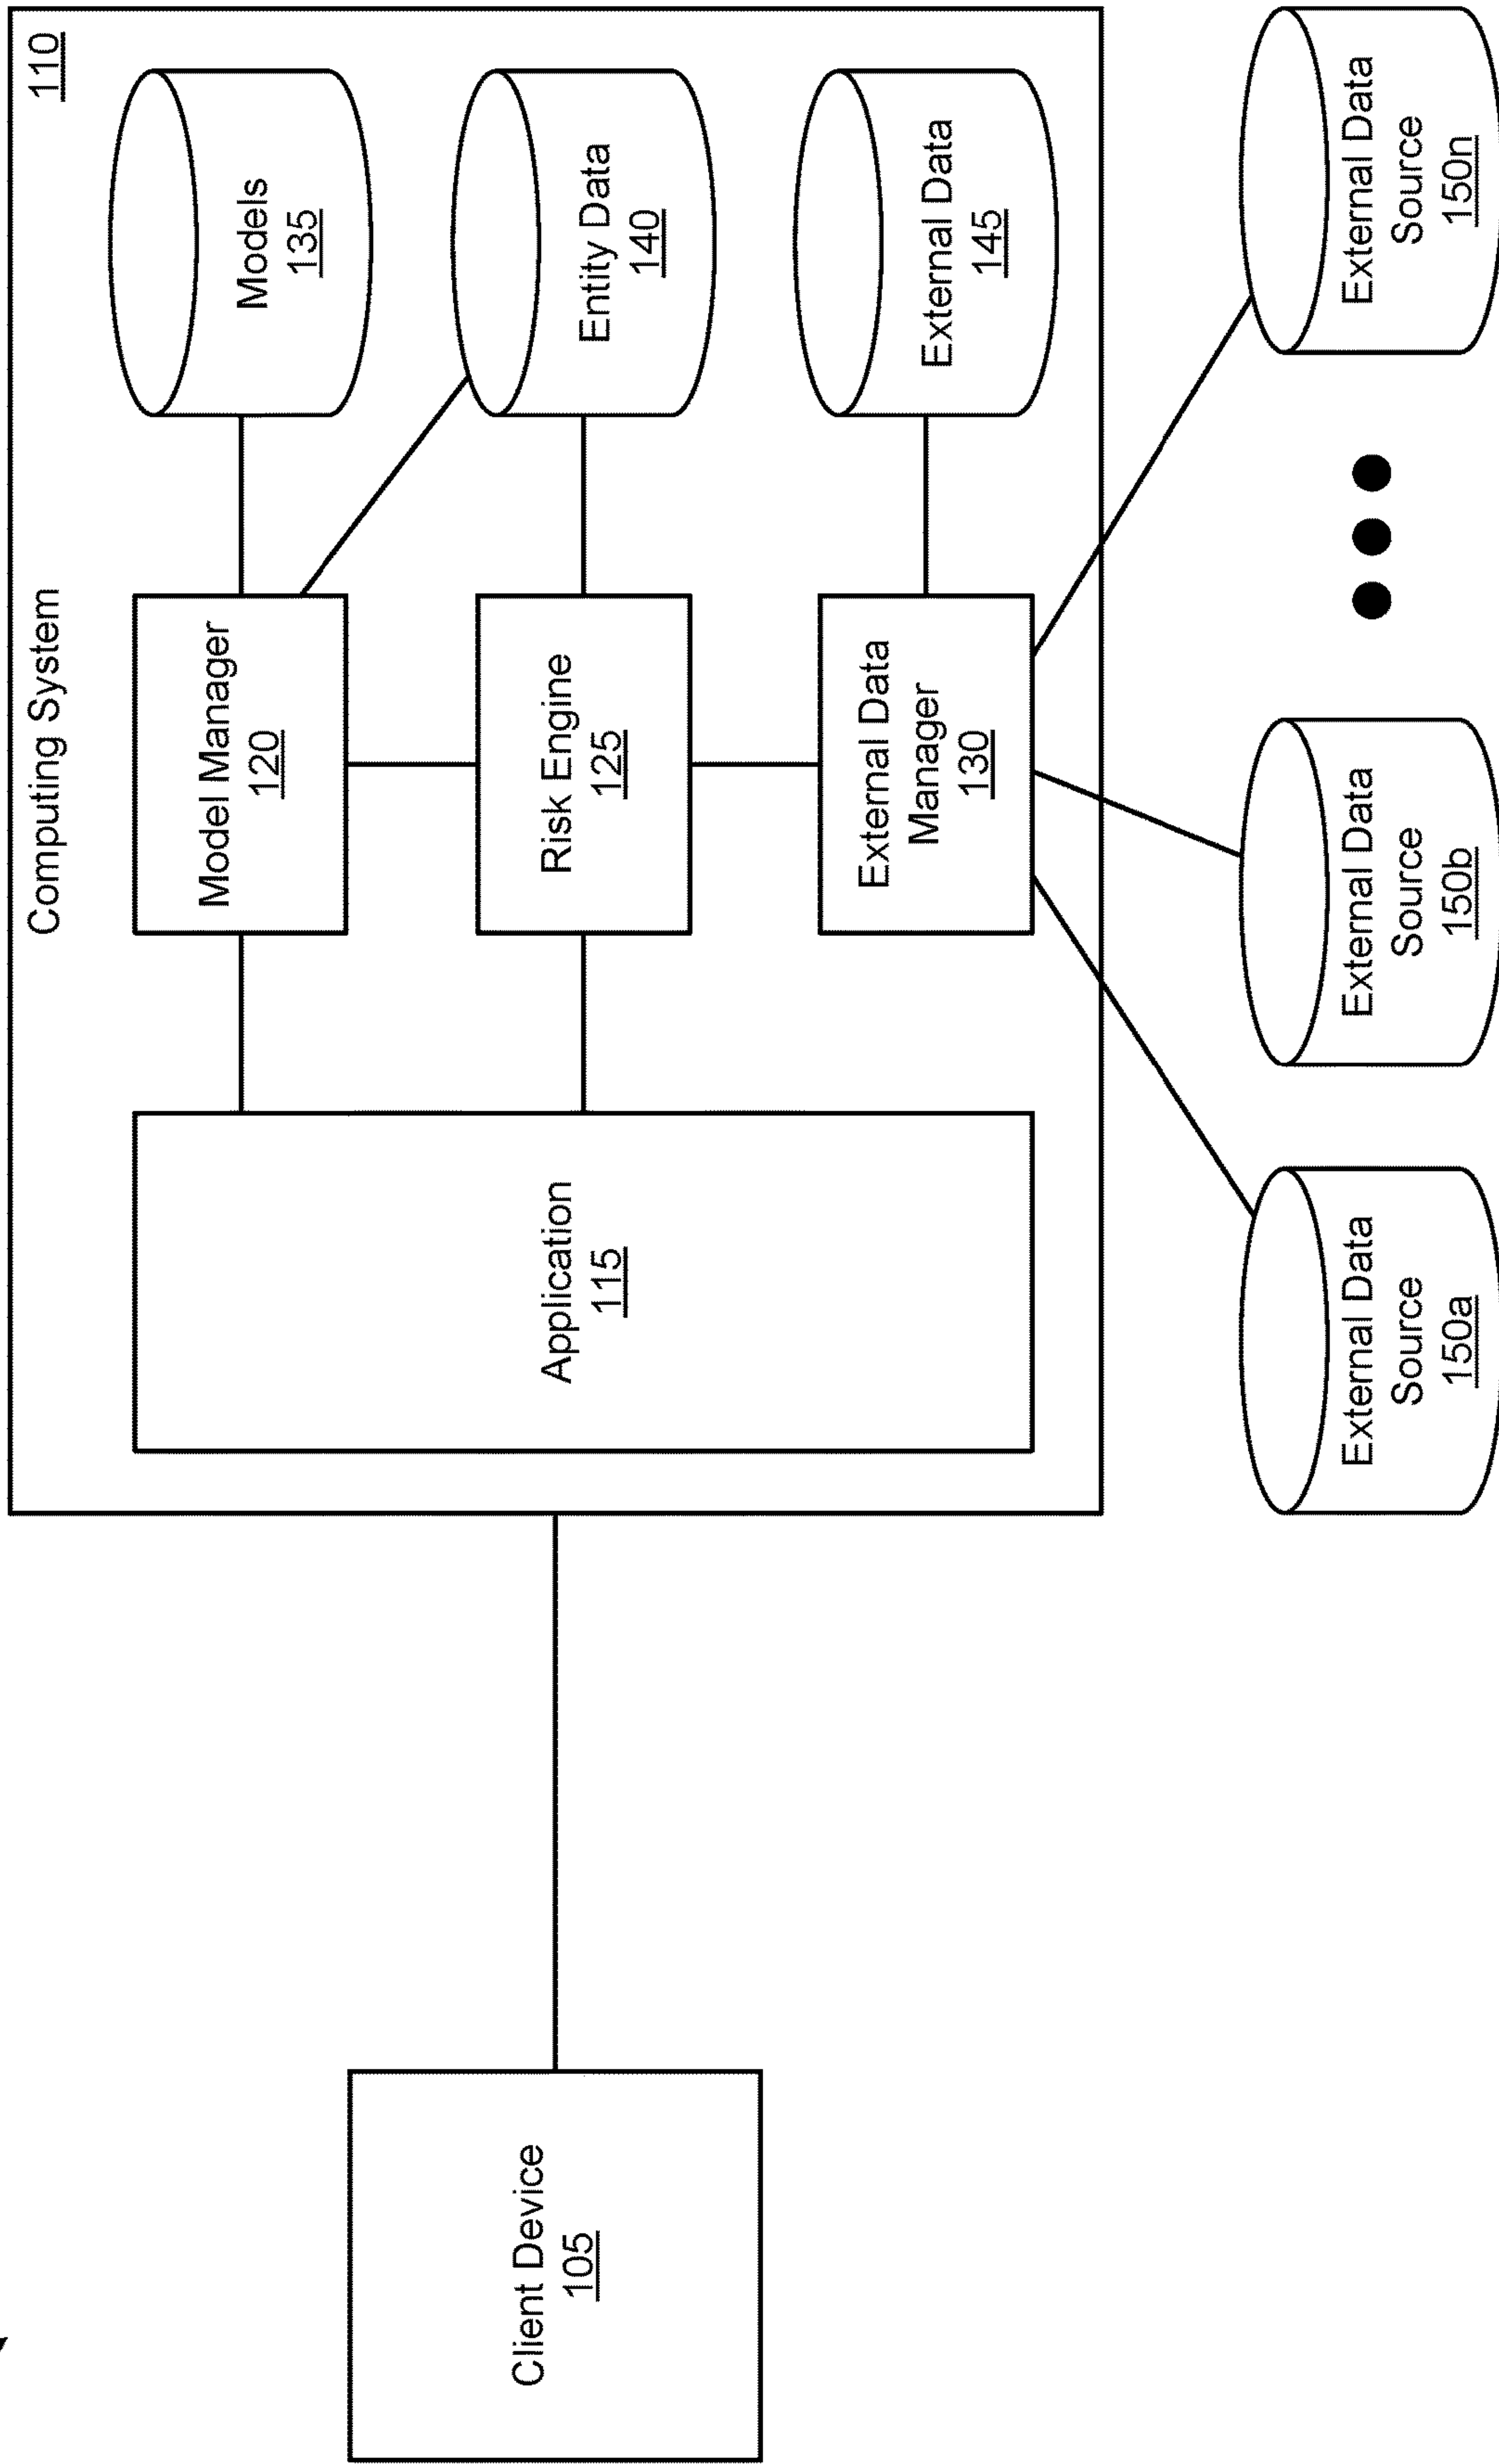 Computing System
110
Client Device
105
Application
115
Model Manager
120
Risk Engine
125
External Data
Manager
130
Models
135
Entity Data
140
External Data
145
External Data
Source
150a
External Data
Source
150b
External Data
Source
150n